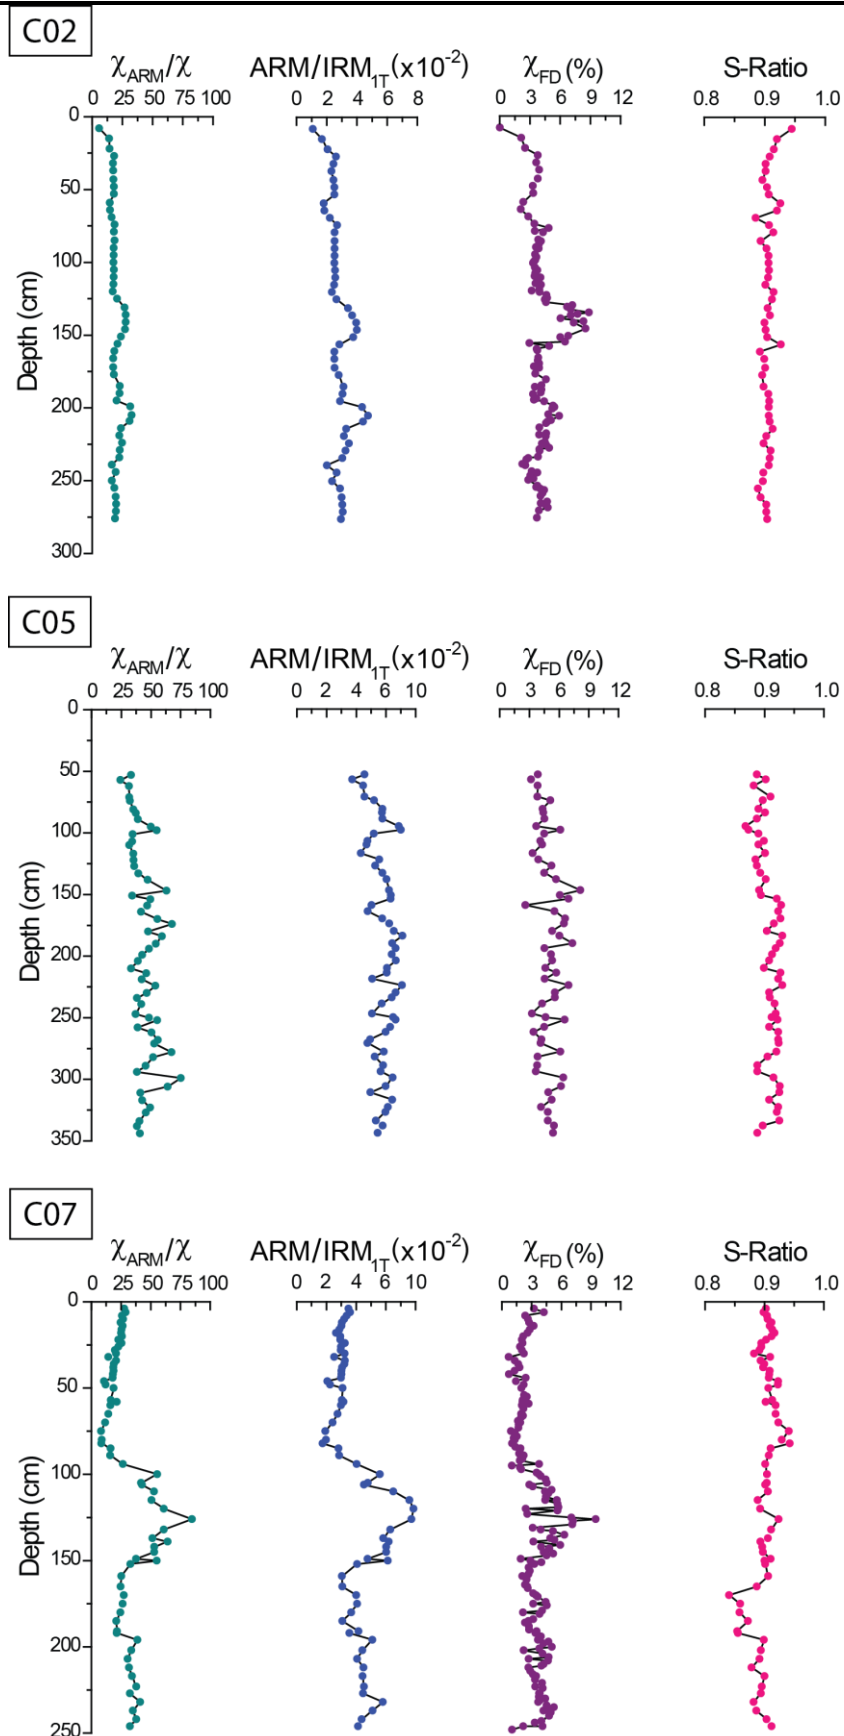 C02
χARM/χ ARM/IRM1T(x10-2) χFD(%) S-Ratio
0 25 50 75 100 0 2 4 6 8 0 3 6 9 12 0.8 0.9 1.0
0
50
100
150
200
250
300
Depth (cm)
C05
χARM/χ ARM/IRM1T(x10-2) χFD(%) S-Ratio
0 25 50 75 100 0 2 4 6 8 10 0 3 6 9 12 0.8 0.9 1.0
0
50
100
150
200
250
300
350
Depth (cm)
C07
χARM/χ ARM/IRM1T(x10-2) χFD(%) S-Ratio
0 25 50 75 100 0 2 4 6 8 10 0 3 6 9 12 0.8 0.9 1.0
0
50
100
150
200
250
Depth (cm)